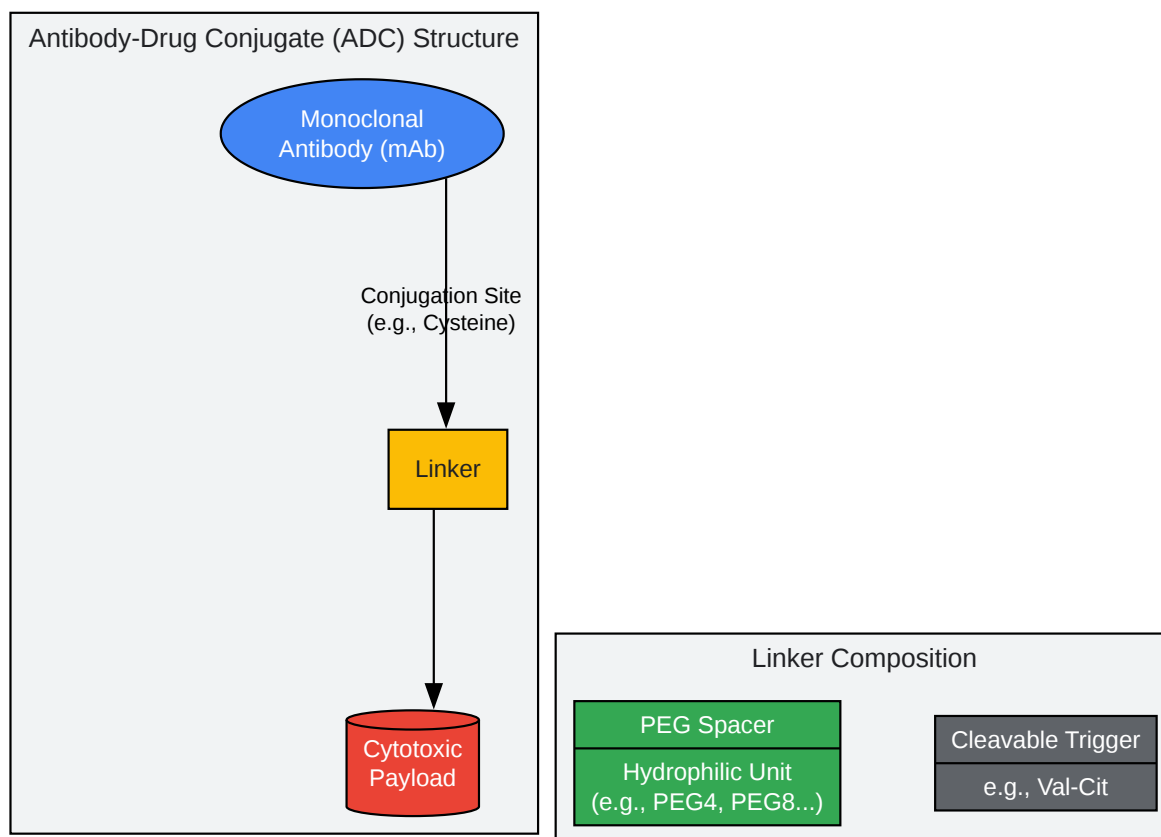 Antibody-Drug Conjugate (ADC) Structure
Monoclonal
Antibody (mAb)
Conjugation Site
(e.g., Cysteine)
Linker
Cytotoxic
Payload
Linker Composition
PEG Spacer
Hydrophilic Unit
(e.g., PEG4, PEG8...)
Cleavable Trigger
e.g., Val-Cit